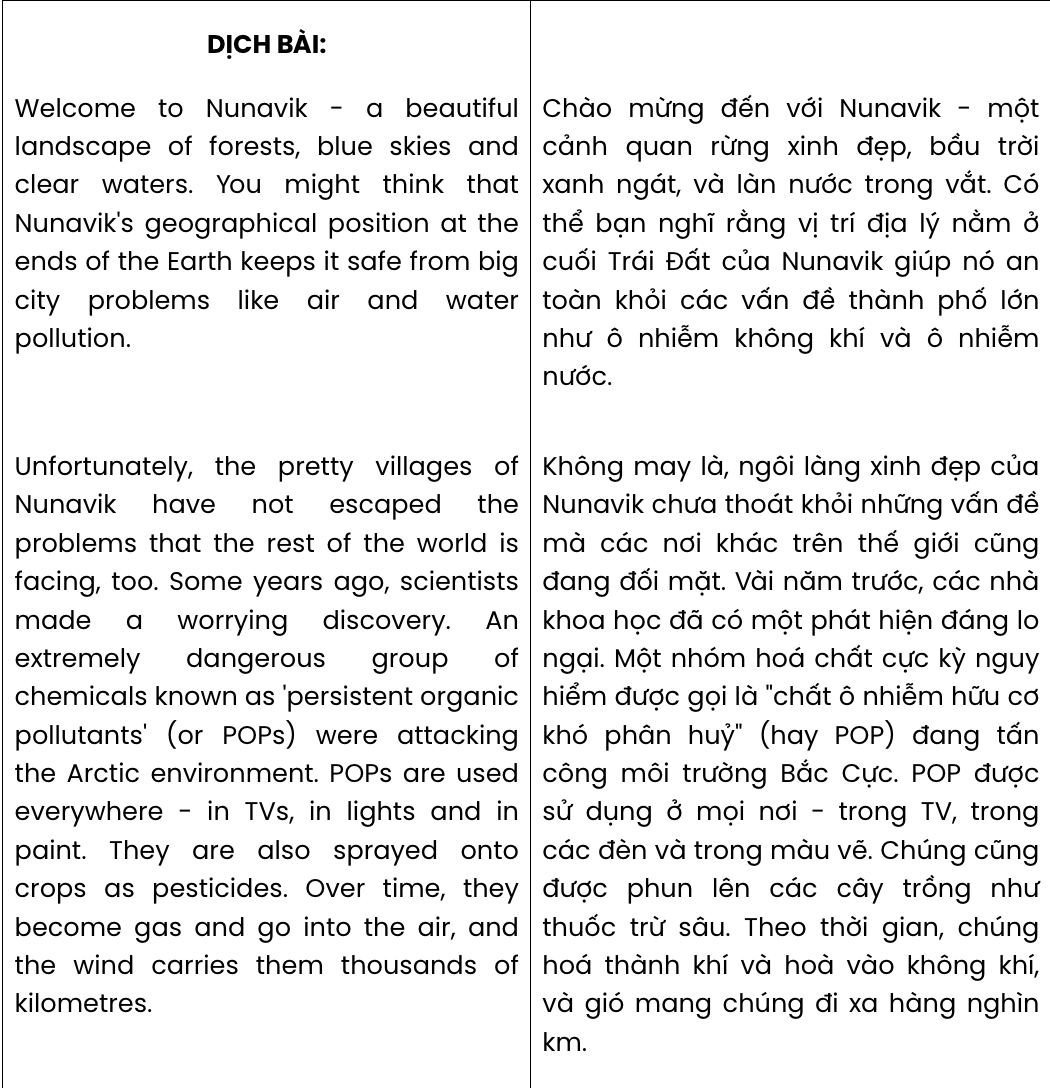 DỊCH BÀI:
Welcome to Nunavik - a beautiful
landscape of forests, blue skies and
clear waters. You might think that
Nunavik's geographical position at the
ends of the Earth keeps it safe from big
city problems like air and water
pollution.
Unfortunately, the pretty villages of
Nunavik have not escaped the
problems that the rest of the world is
facing, too. Some years ago, scientists
made a worrying discovery. An
extremely dangerous group of
chemicals known as 'persistent organic
pollutants' (or POPs) were attacking
the Arctic environment. POPs are used
everywhere - in TVs, in lights and in
paint. They are also sprayed onto
crops as pesticides. Over time, they
become gas and go into the air, and
the wind carries them thousands of
kilometres.
Chào mừng đến với Nunavik - một
cảnh quan rừng xinh đẹp, bầu trời
xanh ngát, và làn nước trong vắt. Có
thể bạn nghĩ rằng vị trí địa lý nằm ở
cuối Trái Đất của Nunavik giúp nó an
toàn khỏi các vấn đề thành phố lớn
như ô nhiễm không khí và ô nhiễm
nước.
Không may là, ngôi làng xinh đẹp của
Nunavik chưa thoát khỏi những vấn đề
mà các nơi khác trên thế giới cũng
đang đối mặt. Vài năm trước, các nhà
khoa học đã có một phát hiện đáng lo
ngại. Một nhóm hoá chất cực kỳ nguy
hiểm được gọi là "chất ô nhiễm hữu cơ
khó phân huỷ" (hay POP) đang tấn
công môi trường Bắc Cực. POP được
sử dụng ở mọi nơi - trong TV, trong
các đèn và trong màu vẽ. Chúng cũng
được phun lên các cây trồng như
thuốc trừ sâu. Theo thời gian, chúng
hoá thành khí và hoà vào không khí,
và gió mang chúng đi xa hàng nghìn
km.